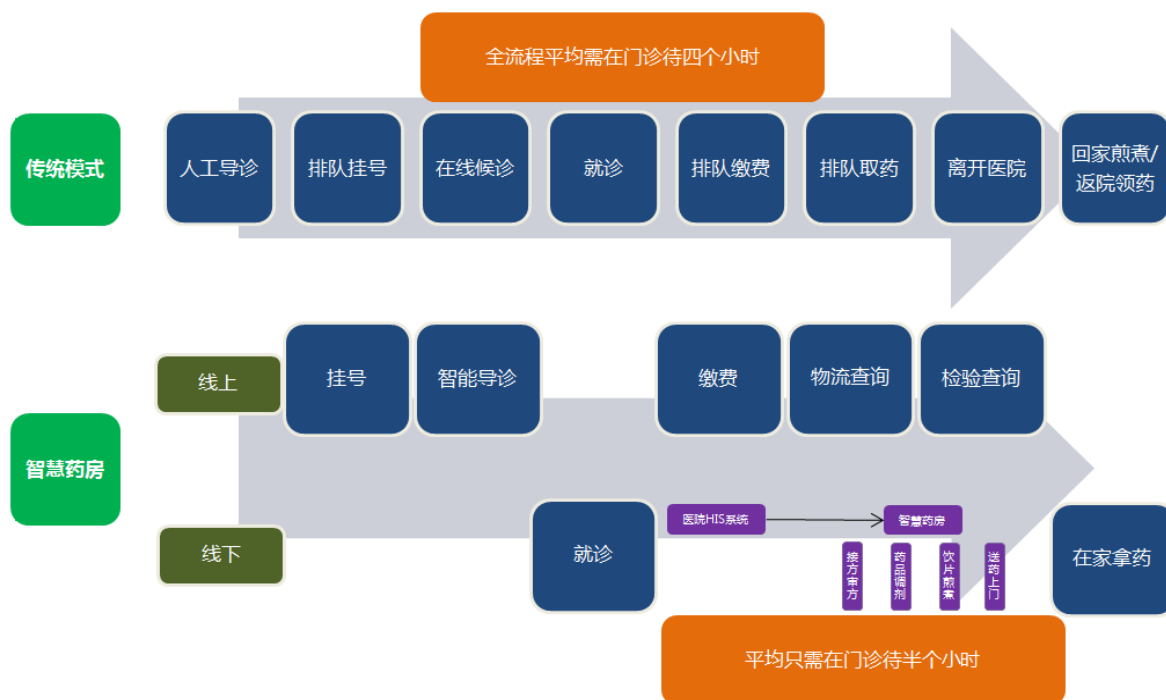 全流程平均需在门诊待四个小时
传统模式
人工导诊
排队挂号
在线候诊
就诊
排队缴费
排队取药
离开医院
回家煎煮/
返院领药
智慧药房
线上
挂号
智能导诊
缴费
物流查询
检验查询
线下
就诊
医院HIS系统
智慧药房
接方审方
药品调剂
饮片煎煮
送药上门
在家拿药
平均只需在门诊待半个小时